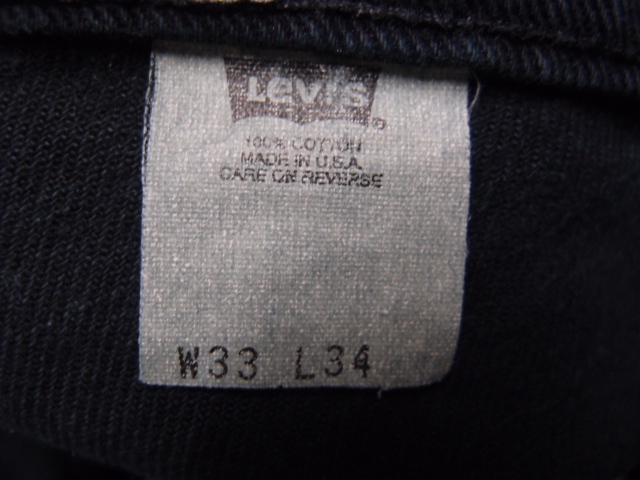 Levi's
100% COTTON
MADE IN U.S.A.
CARE ON REVERSE
W33 L34